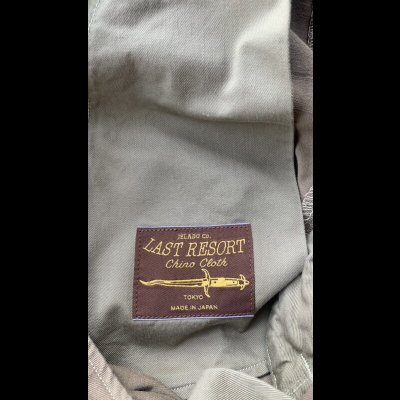 JELADO Co.
LAST RESORT
Chino Cloth
TOKYO
MADE IN JAPAN